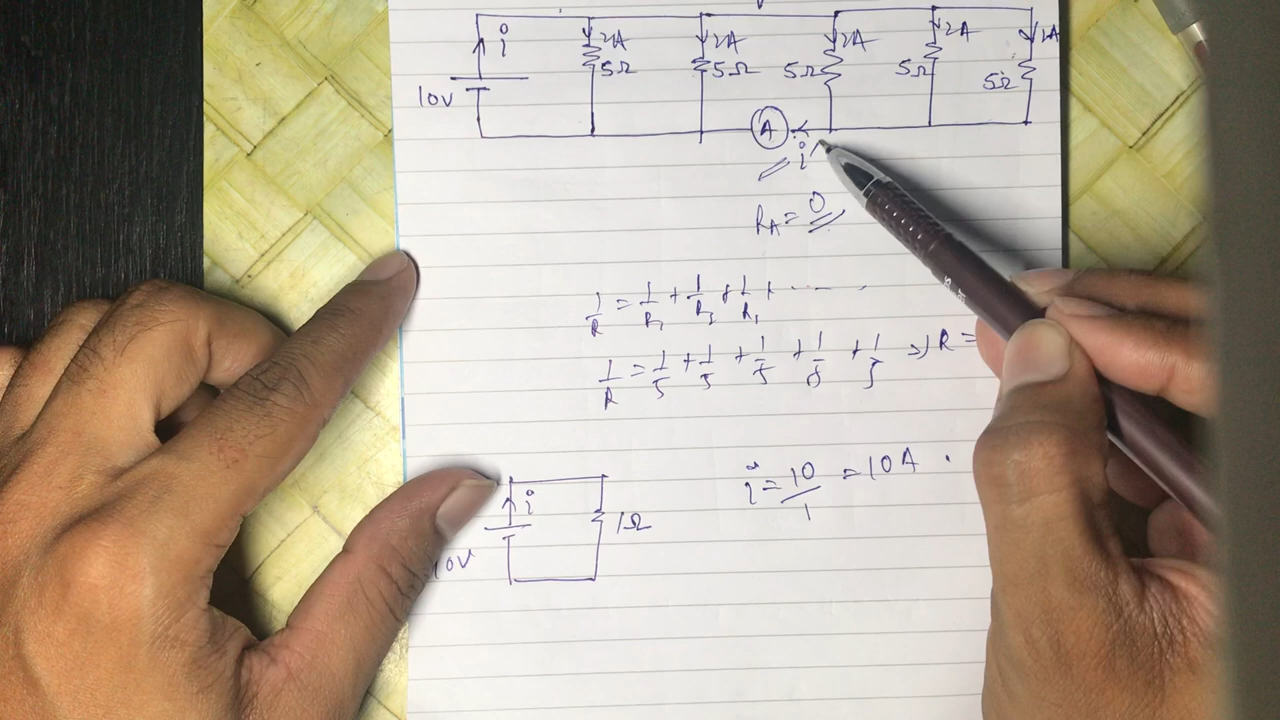 i 2A 2A 2A 2A 2A
5Ω 5Ω 5Ω 5Ω 5Ω
10V
A
i
R_A = 0
1/R = 1/R₁ + 1/R₂ + 1/R₃ + ......
1/R = 1/5 + 1/5 + 1/5 + 1/5 + 1/5 => R =
i = 10/1 = 10A .
i
1Ω
10V